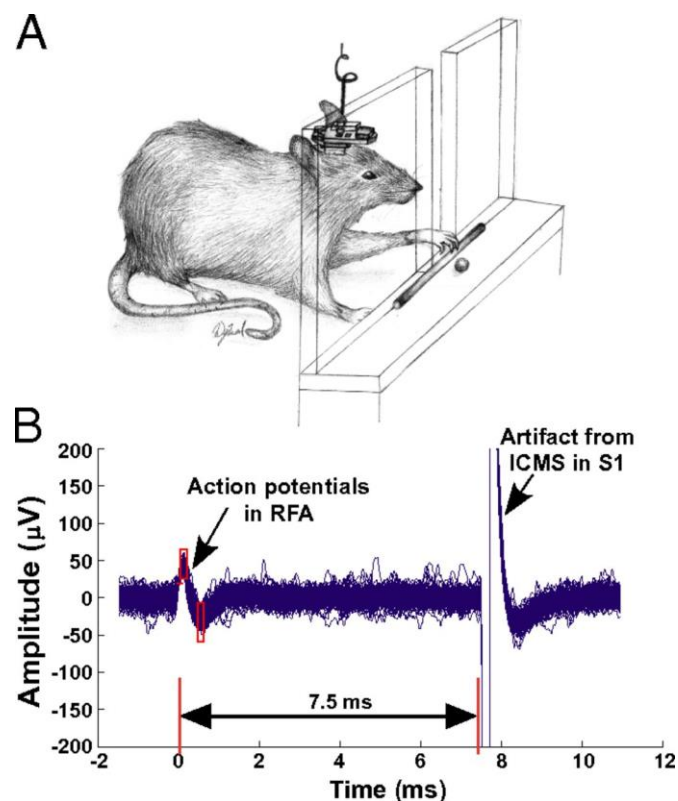 A
B
Artifact from
ICMS in S1
Action potentials
in RFA
7.5 ms
Amplitude (µV)
200
150
100
50
0
-50
-100
-150
-200
-2
0
2
4
6
8
10
12
Time (ms)